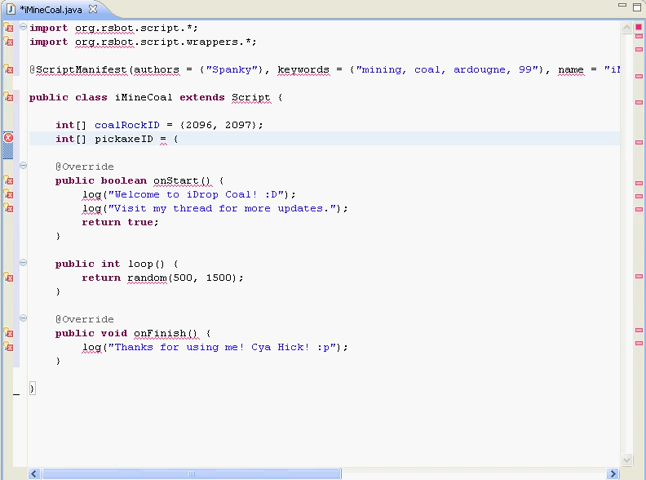 *iMineCoal.java
import org.rsbot.script.*;
import org.rsbot.script.wrappers.*;
@ScriptManifest(authors = {"Spanky"}, keywords = {"mining, coal, ardougne, 99"}, name = "iM
public class iMineCoal extends Script {
int[] coalRockID = {2096, 2097};
int[] pickaxeID = {
@Override
public boolean onStart() {
log("Welcome to iDrop Coal! :D");
log("Visit my thread for more updates.");
return true;
}
public int loop() {
return random(500, 1500);
}
@Override
public void onFinish() {
log("Thanks for using me! Cya Hick! :p");
}
}